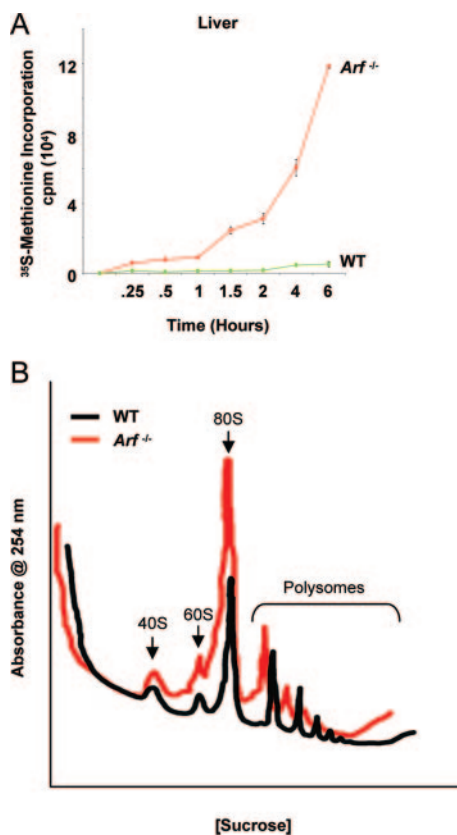 A
Liver
³⁵S-Methionine Incorporation
cpm (10⁴)
12
8
4
0
Arf -/-
WT
.25 .5 1 1.5 2 4 6
Time (Hours)
B
WT
Arf -/-
80S
60S
40S
Polysomes
Absorbance @ 254 nm
[Sucrose]